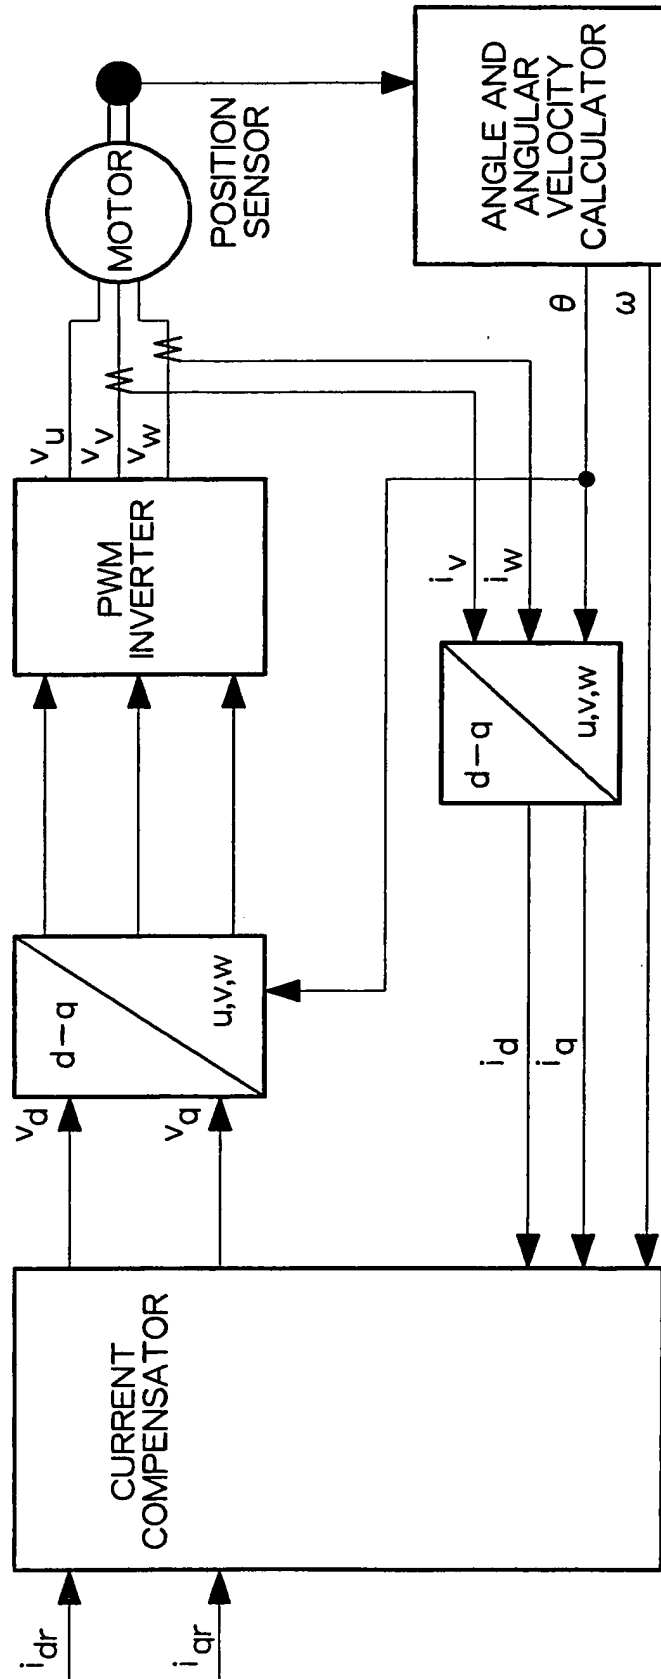 i_dr
i_qr
CURRENT
COMPENSATOR
v_d
v_q
d-q
u,v,w
PWM
INVERTER
v_u
v_v
v_w
MOTOR
POSITION
SENSOR
i_d
i_q
d-q
u,v,w
i_v
i_w
θ
ω
ANGLE AND
ANGULAR
VELOCITY
CALCULATOR